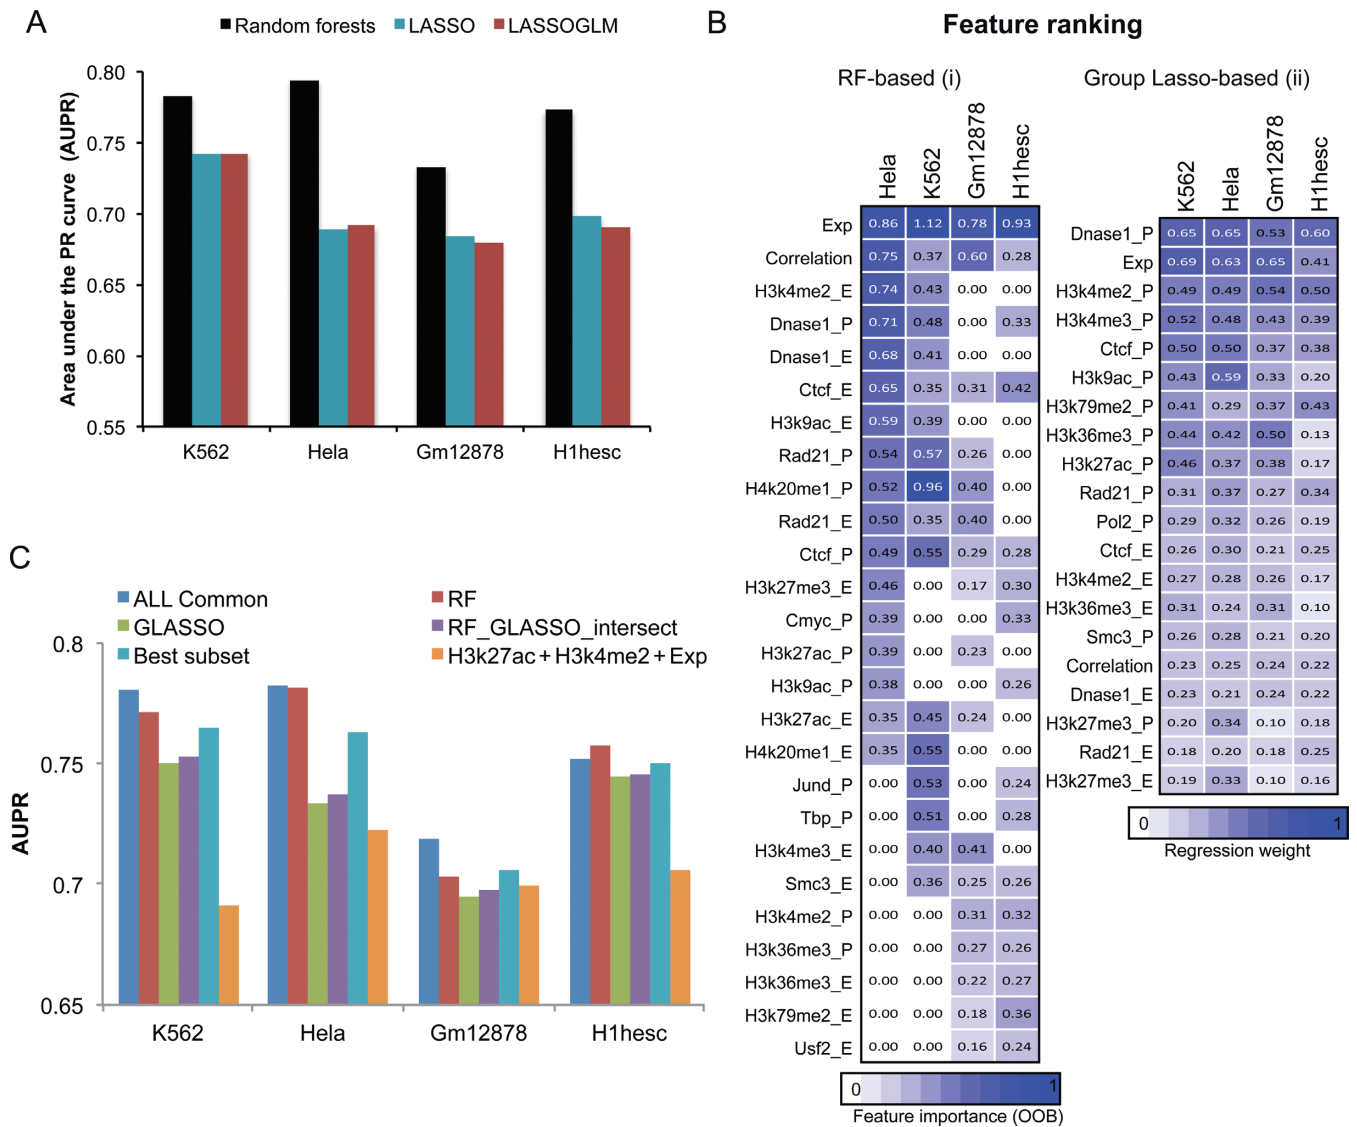 A
Random forests LASSO LASSOGLM
Area under the PR curve (AUPR)
0.80
0.75
0.70
0.65
0.60
0.55
K562 Hela Gm12878 H1hesc
B
Feature ranking
RF-based (i)
Hela K562 Gm12878 H1hesc
Exp 0.86 1.12 0.78 0.93
Correlation 0.75 0.37 0.60 0.28
H3k4me2_E 0.74 0.43 0.00 0.00
Dnase1_P 0.71 0.48 0.00 0.33
Dnase1_E 0.68 0.41 0.00 0.00
Ctcf_E 0.65 0.35 0.31 0.42
H3k9ac_E 0.59 0.39 0.00 0.00
Rad21_P 0.54 0.57 0.26 0.00
H4k20me1_P 0.52 0.96 0.40 0.00
Rad21_E 0.50 0.35 0.40 0.00
Ctcf_P 0.49 0.55 0.29 0.28
H3k27me3_E 0.46 0.00 0.17 0.30
Cmyc_P 0.39 0.00 0.00 0.33
H3k27ac_P 0.39 0.00 0.23 0.00
H3k9ac_P 0.38 0.00 0.00 0.26
H3k27ac_E 0.35 0.45 0.24 0.00
H4k20me1_E 0.35 0.55 0.00 0.00
Jund_P 0.00 0.53 0.00 0.24
Tbp_P 0.00 0.51 0.00 0.28
H3k4me3_E 0.00 0.40 0.41 0.00
Smc3_E 0.00 0.36 0.25 0.26
H3k4me2_P 0.00 0.00 0.31 0.32
H3k36me3_P 0.00 0.00 0.27 0.26
H3k36me3_E 0.00 0.00 0.22 0.27
H3k79me2_E 0.00 0.00 0.18 0.36
Usf2_E 0.00 0.00 0.16 0.24
0 1
Feature importance (OOB)
Group Lasso-based (ii)
K562 Hela Gm12878 H1hesc
Dnase1_P 0.65 0.65 0.53 0.60
Exp 0.69 0.63 0.65 0.41
H3k4me2_P 0.49 0.49 0.54 0.50
H3k4me3_P 0.52 0.48 0.43 0.39
Ctcf_P 0.50 0.50 0.37 0.38
H3k9ac_P 0.43 0.59 0.33 0.20
H3k79me2_P 0.41 0.29 0.37 0.43
H3k36me3_P 0.44 0.42 0.50 0.13
H3k27ac_P 0.46 0.37 0.38 0.17
Rad21_P 0.31 0.37 0.27 0.34
Pol2_P 0.29 0.32 0.26 0.19
Ctcf_E 0.26 0.30 0.21 0.25
H3k4me2_E 0.27 0.28 0.26 0.17
H3k36me3_E 0.31 0.24 0.31 0.10
Smc3_P 0.26 0.28 0.21 0.20
Correlation 0.23 0.25 0.24 0.22
Dnase1_E 0.23 0.21 0.24 0.22
H3k27me3_P 0.20 0.34 0.10 0.18
Rad21_E 0.18 0.20 0.18 0.25
H3k27me3_E 0.19 0.33 0.10 0.16
0 1
Regression weight
C
ALL Common RF
GLASSO RF_GLASSO_intersect
Best subset H3k27ac+H3k4me2+Exp
AUPR
0.8
0.75
0.7
0.65
K562 Hela Gm12878 H1hesc